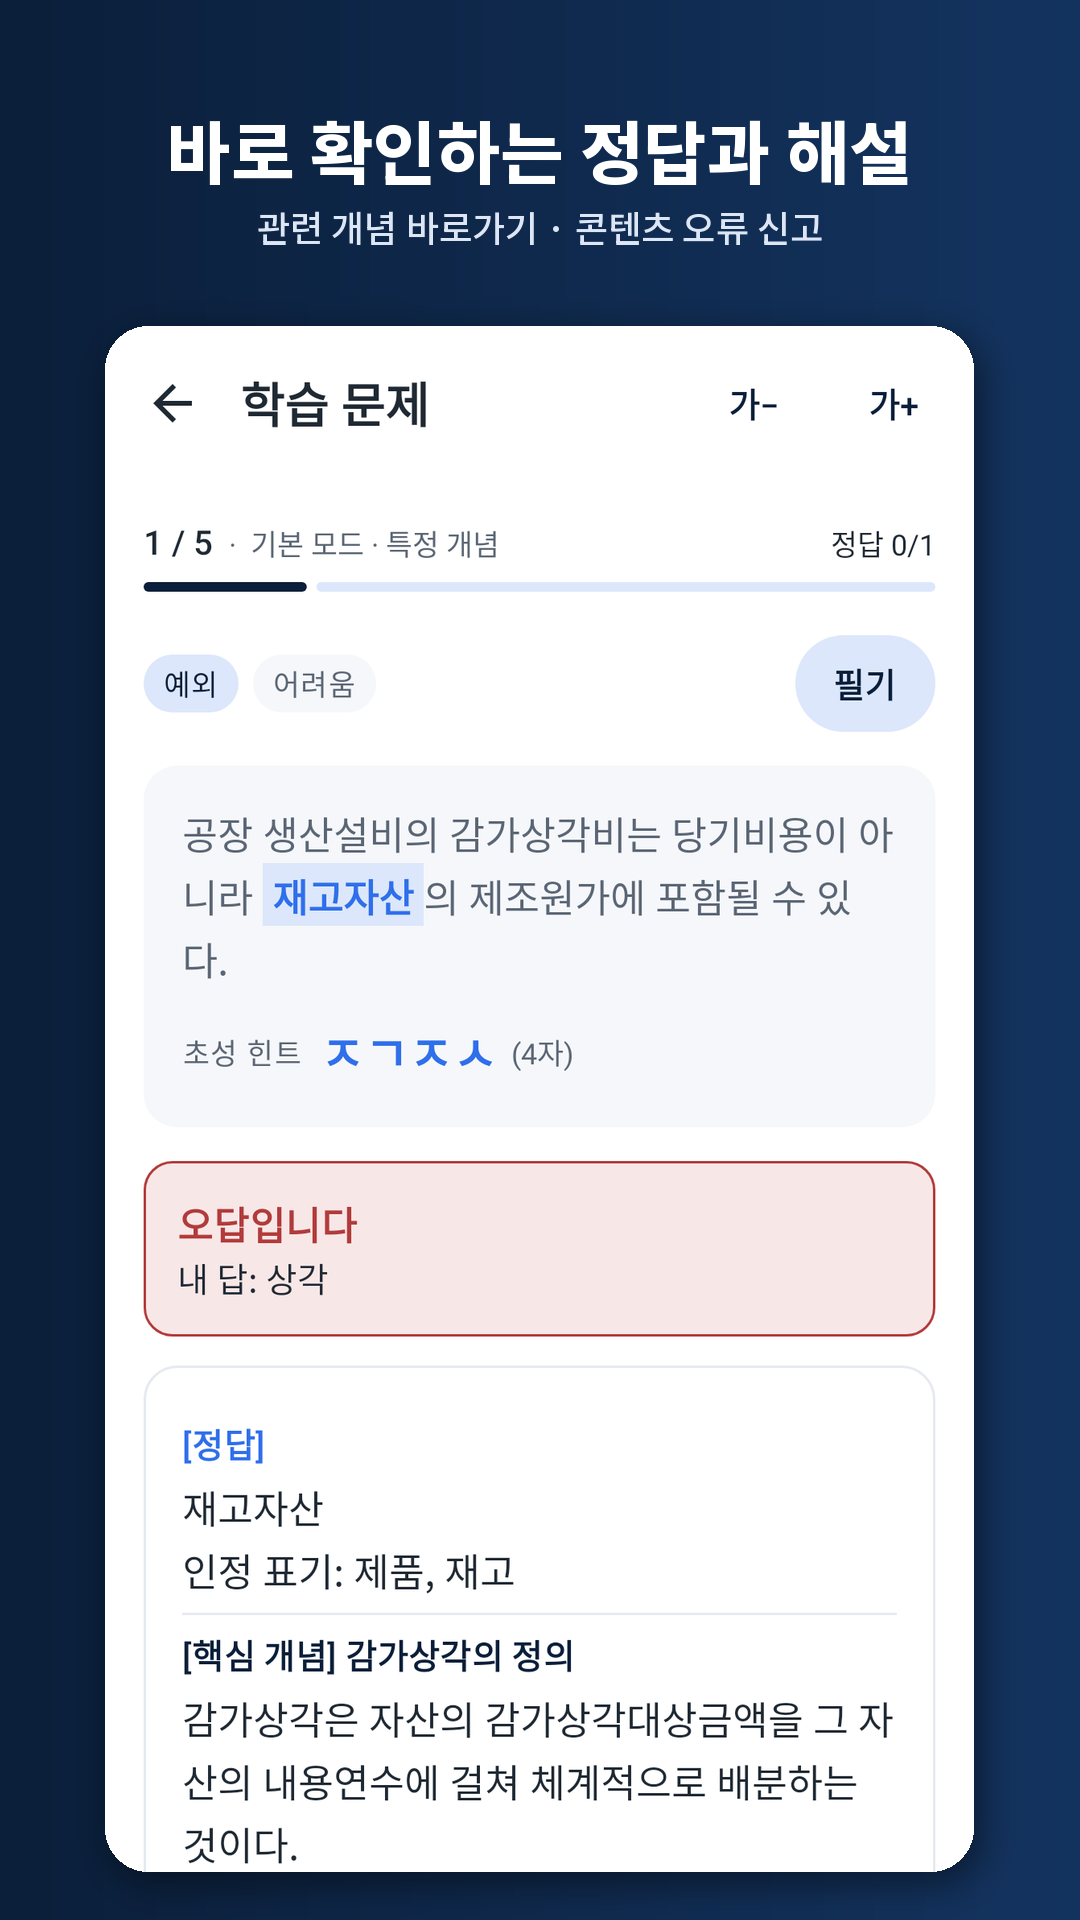 바로 확인하는 정답과 해설
관련 개념 바로가기 · 콘텐츠 오류 신고
학습 문제 가- 가+
1 / 5 · 기본 모드 · 특정 개념 정답 0/1
예외 어려움 필기
공장 생산설비의 감가상각비는 당기비용이 아
니라 재고자산의 제조원가에 포함될 수 있
다.
초성 힌트 ㅈㄱㅈㅅ (4자)
오답입니다
내 답: 상각
[정답]
재고자산
인정 표기: 제품, 재고
[핵심 개념] 감가상각의 정의
감가상각은 자산의 감가상각대상금액을 그 자
산의 내용연수에 걸쳐 체계적으로 배분하는
것이다.